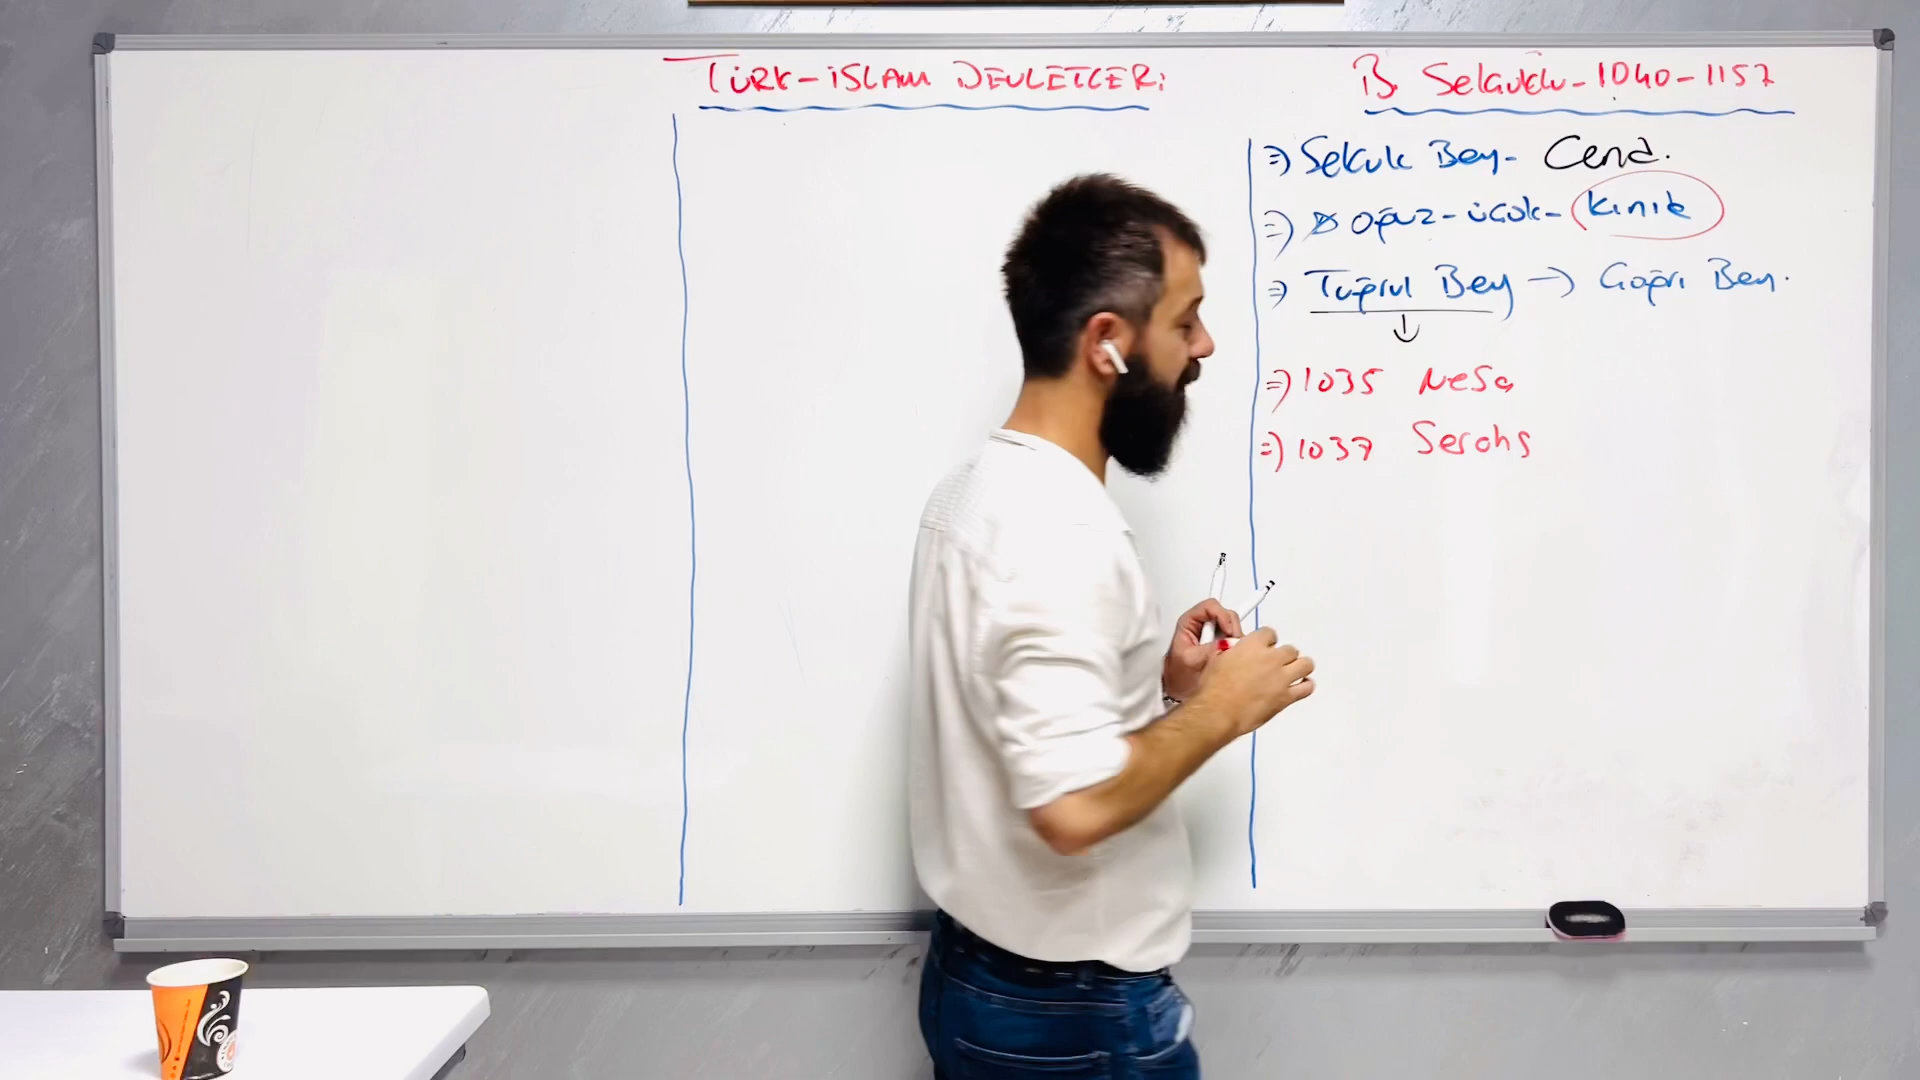 TÜRK-İSLAM DEVLETLERİ
B. Selçuklu-1040-1157
⇒ Selçuk Bey- Cend.
⇒ Oğuz-üçok- Kınık
⇒ Tuğrul Bey → Çağrı Bey.
↓
⇒ 1035 Nesa
⇒ 1037 Serahs